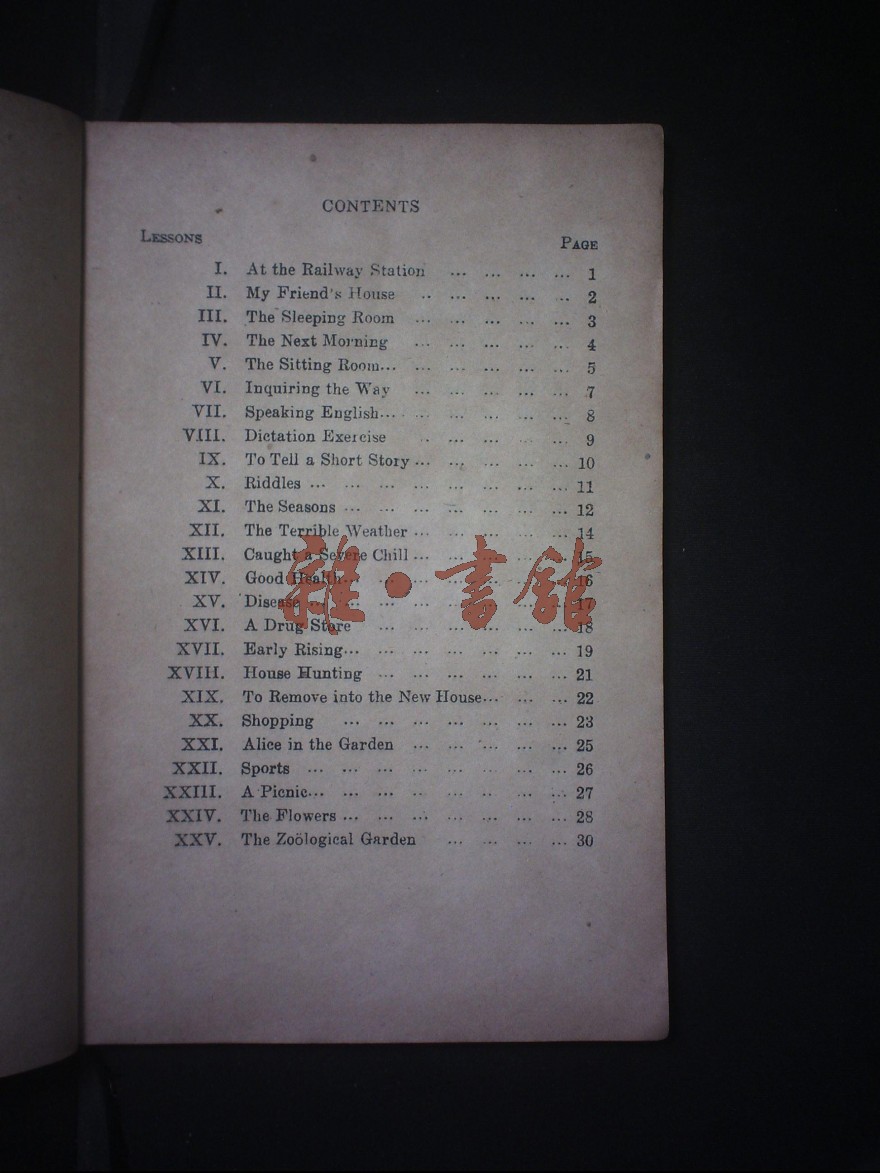 CONTENTS
LESSONS PAGE
I. At the Railway Station ... ... ... ... 1
II. My Friend's House .. ... ... ... ... 2
III. The Sleeping Room ... ... ... ... ... 3
IV. The Next Morning ... ... ... ... ... 4
V. The Sitting Room... ... ... ... ... ... 5
VI. Inquiring the Way ... ... ... ... ... 7
VII. Speaking English... ... ... ... ... ... 8
VIII. Dictation Exercise .. ... ... ... ... 9
IX. To Tell a Short Story ... ... ... ... ... 10
X. Riddles ... ... ... ... ... ... ... ... 11
XI. The Seasons ... ... ... ... ... ... ... 12
XII. The Terrible Weather ... ... ... ... ... 14
XIII. Caught a Severe Chill ... ... ... ... ... 15
XIV. Good Health... ... ... ... ... ... ... 16
XV. Disease ... ... ... ... ... ... ... ... 17
XVI. A Drug Store ... ... ... ... ... ... 18
XVII. Early Rising... ... ... ... ... ... ... 19
XVIII. House Hunting ... ... ... ... ... ... 21
XIX. To Remove into the New House... ... ... 22
XX. Shopping ... ... ... ... ... ... ... 23
XXI. Alice in the Garden ... ... ... ... ... 25
XXII. Sports ... ... ... ... ... ... ... ... 26
XXIII. A Picnic... ... ... ... ... ... ... ... 27
XXIV. The Flowers ... ... ... ... ... ... ... 28
XXV. The Zoölogical Garden ... ... ... ... 30
雜·書館